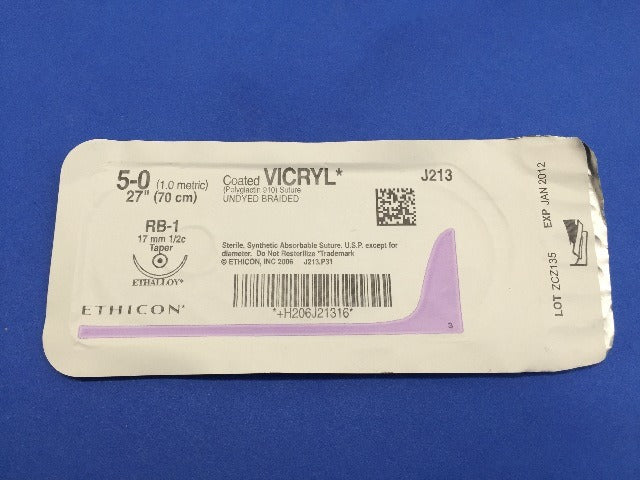 5-0 (1.0 metric)
27" (70 cm)
RB-1
17 mm 1/2c
Taper
ETHALLOY*
ETHICON*
Coated VICRYL*
(Polyglactin 910) Suture
UNDYED BRAIDED
J213
Sterile, Synthetic Absorbable Suture. U.S.P. except for
diameter. Do Not Resterilize *Trademark
© ETHICON, INC 2006 J213.P31
*+H206J21316*
3
LOT ZCZ135 EXP JAN 2012